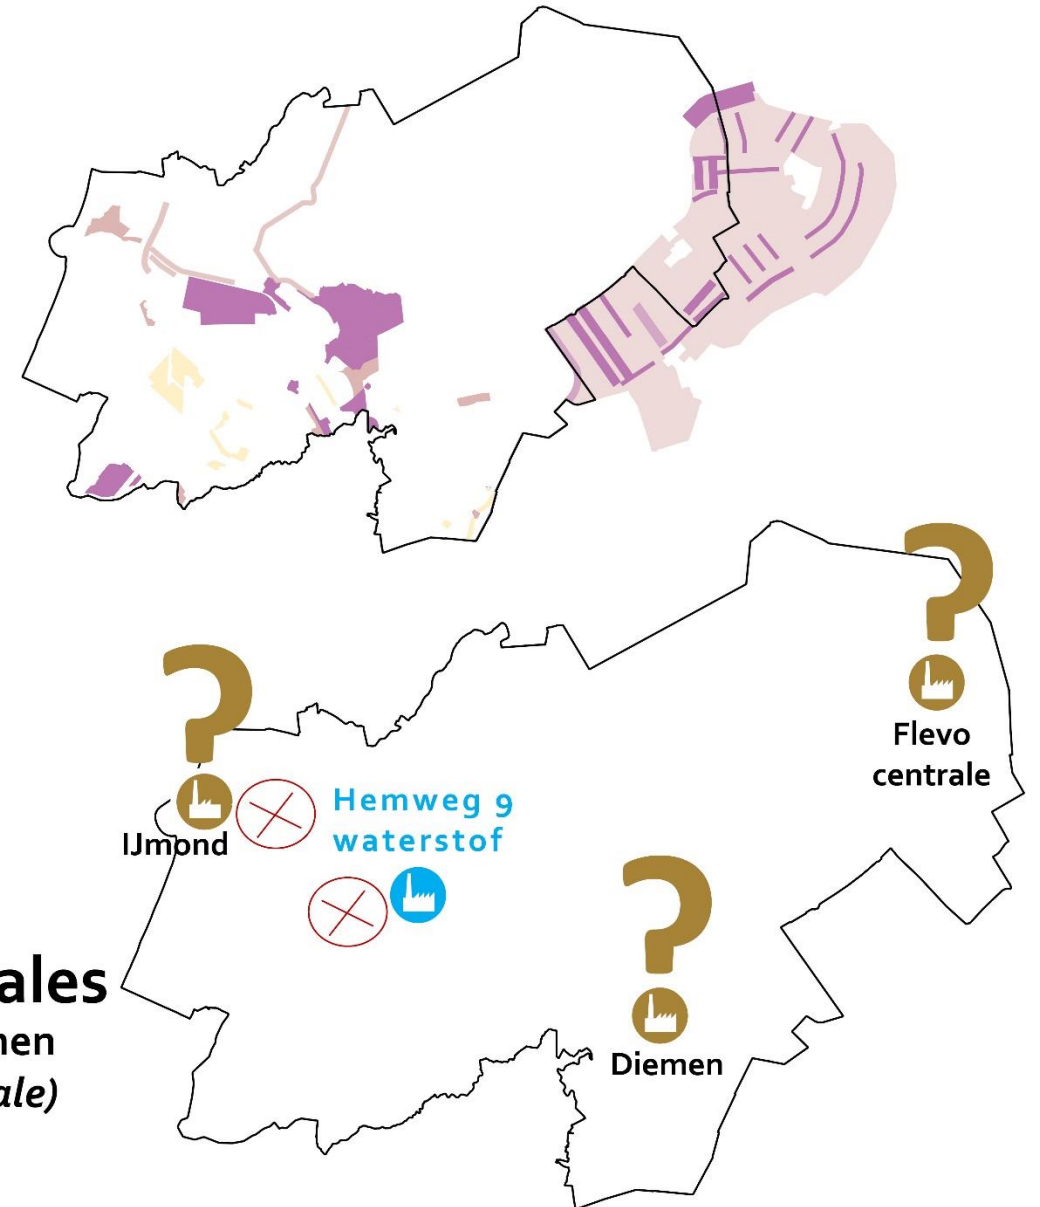 Flevo
centrale
Hemweg 9
waterstof
IJmond
ales
nen
ale)
Diemen